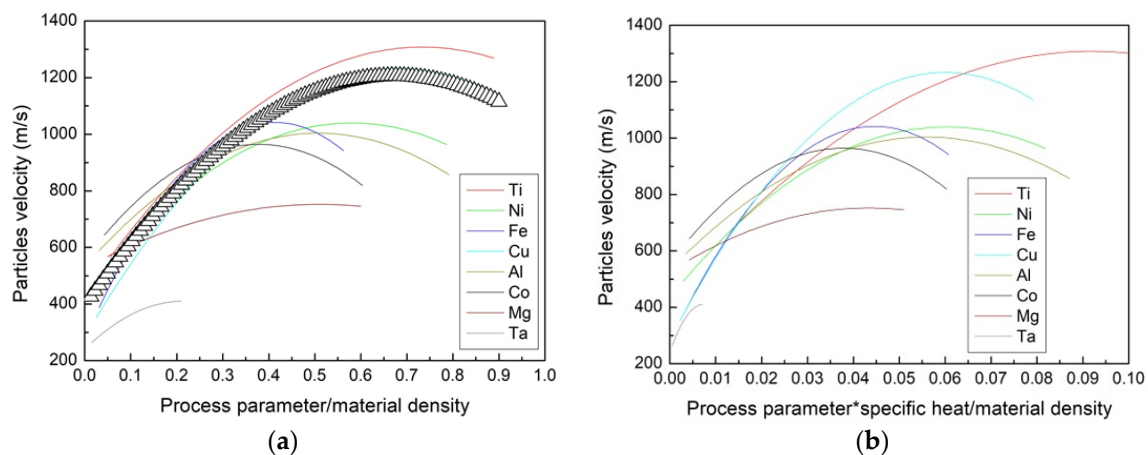 1400
1200
1000
800
600
400
200
Particles velocity (m/s)
Ti
Ni
Fe
Cu
Al
Co
Mg
Ta
0.0 0.1 0.2 0.3 0.4 0.5 0.6 0.7 0.8 0.9 1.0
Process parameter/material density
(a)
1400
1200
1000
800
600
400
200
Particles velocity (m/s)
Ti
Ni
Fe
Cu
Al
Co
Mg
Ta
0.00 0.01 0.02 0.03 0.04 0.05 0.06 0.07 0.08 0.09 0.10
Process parameter*specific heat/material density
(b)